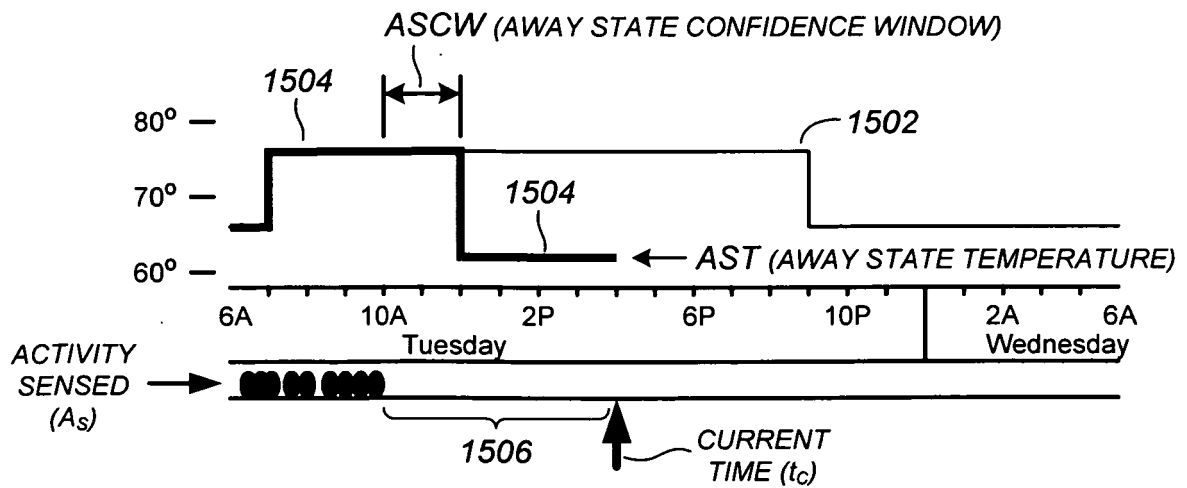 ASCW (AWAY STATE CONFIDENCE WINDOW)
1504
1502
80°
70°
60°
1504
AST (AWAY STATE TEMPERATURE)
6A 10A 2P 6P 10P 2A 6A
Tuesday Wednesday
ACTIVITY
SENSED
(AS)
1506
CURRENT
TIME (tC)